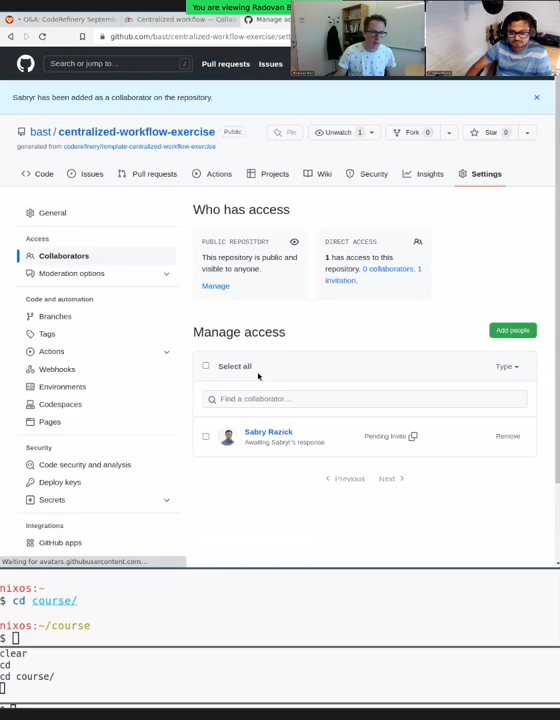 You are viewing Radovan B
Q&A: CodeRefinery Septemb
Centralized workflow — Collab
Manage ac
github.com/bast/centralized-workflow-exercise/sett
Search or jump to... /
Pull requests Issues
Sabryr has been added as a collaborator on the repository.
bast / centralized-workflow-exercise Public
Pin Unwatch 1 Fork 0 Star 0
generated from coderefinery/template-centralized-workflow-exercise
Code Issues Pull requests Actions Projects Wiki Security Insights Settings
General
Access
Collaborators
Moderation options
Code and automation
Branches
Tags
Actions
Webhooks
Environments
Codespaces
Pages
Security
Code security and analysis
Deploy keys
Secrets
Integrations
GitHub apps
Who has access
PUBLIC REPOSITORY
This repository is public and
visible to anyone.
Manage
DIRECT ACCESS
1 has access to this
repository. 0 collaborators. 1
invitation.
Manage access
Add people
Select all Type
Find a collaborator...
Sabry Razick
Awaiting Sabryr's response
Pending Invite
Remove
Previous Next
Waiting for avatars.githubusercontent.com...
nixos:~
$ cd course/
nixos:~/course
$
clear
cd
cd course/